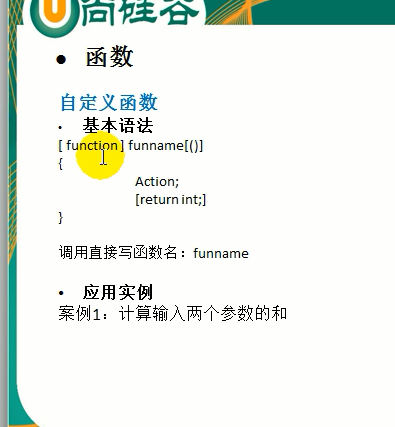 尚硅谷
• 函数
自定义函数
• 基本语法
[ function ] funname[()]
{
Action;
[return int;]
}
调用直接写函数名：funname
• 应用实例
案例1：计算输入两个参数的和